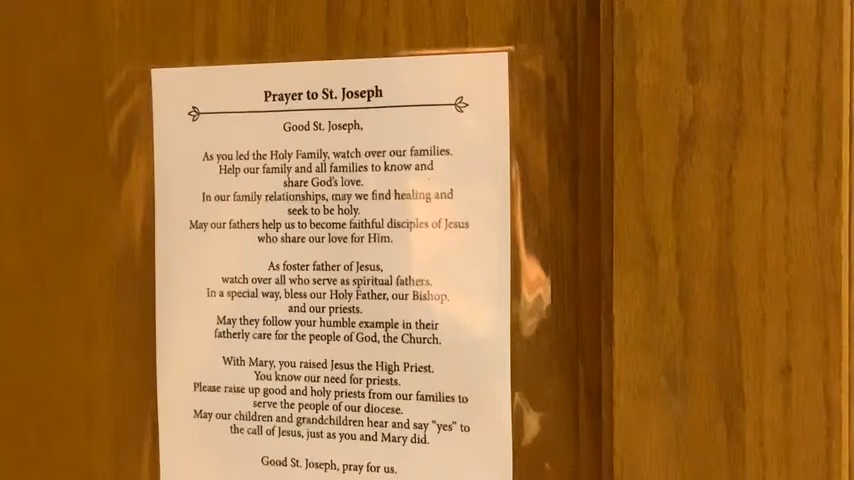 Prayer to St. Joseph
Good St. Joseph,
As you led the Holy Family, watch over our families.
Help our family and all families to know and
share God's love.
In our family relationships, may we find healing and
seek to be holy.
May our fathers help us to become faithful disciples of Jesus
who share our love for Him.
As foster father of Jesus,
watch over all who serve as spiritual fathers.
In a special way, bless our Holy Father, our Bishop,
and our priests.
May they follow your humble example in their
fatherly care for the people of God, the Church.
With Mary, you raised Jesus the High Priest.
You know our need for priests.
Please raise up good and holy priests from our families to
serve the people of our diocese.
May our children and grandchildren hear and say "yes" to
the call of Jesus, just as you and Mary did.
Good St. Joseph, pray for us.